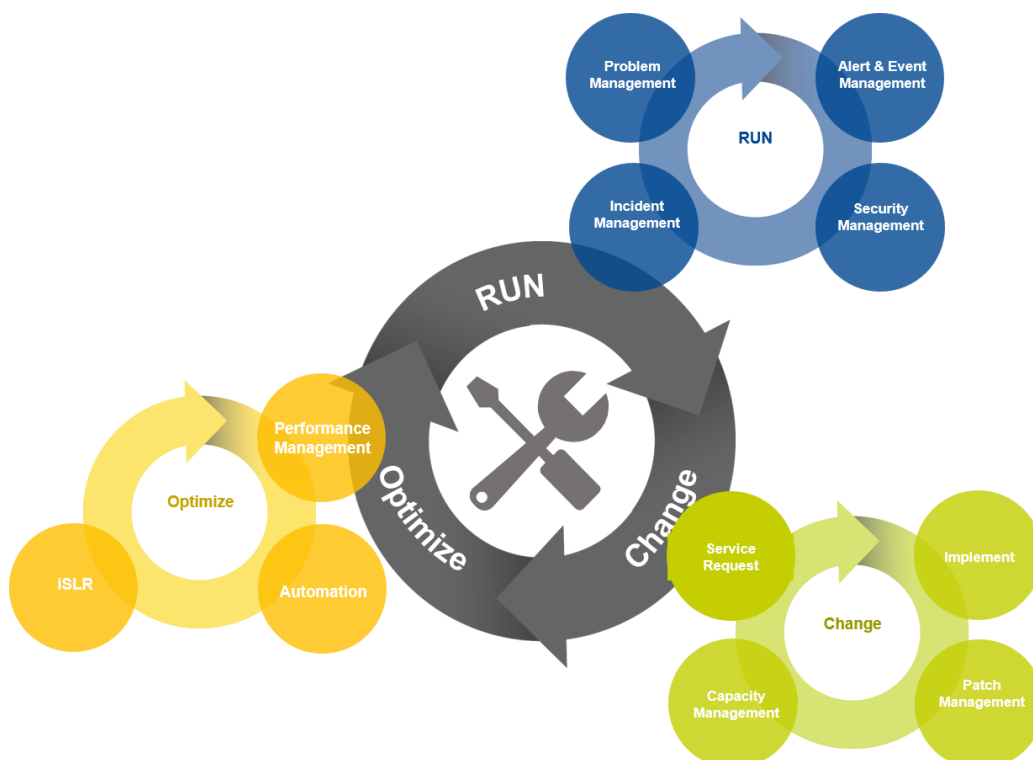 Problem
Management
Alert & Event
Management
RUN
Incident
Management
Security
Management
RUN
Optimize
Change
Performance
Management
Optimize
iSLR
Automation
Service
Request
Implement
Change
Capacity
Management
Patch
Management